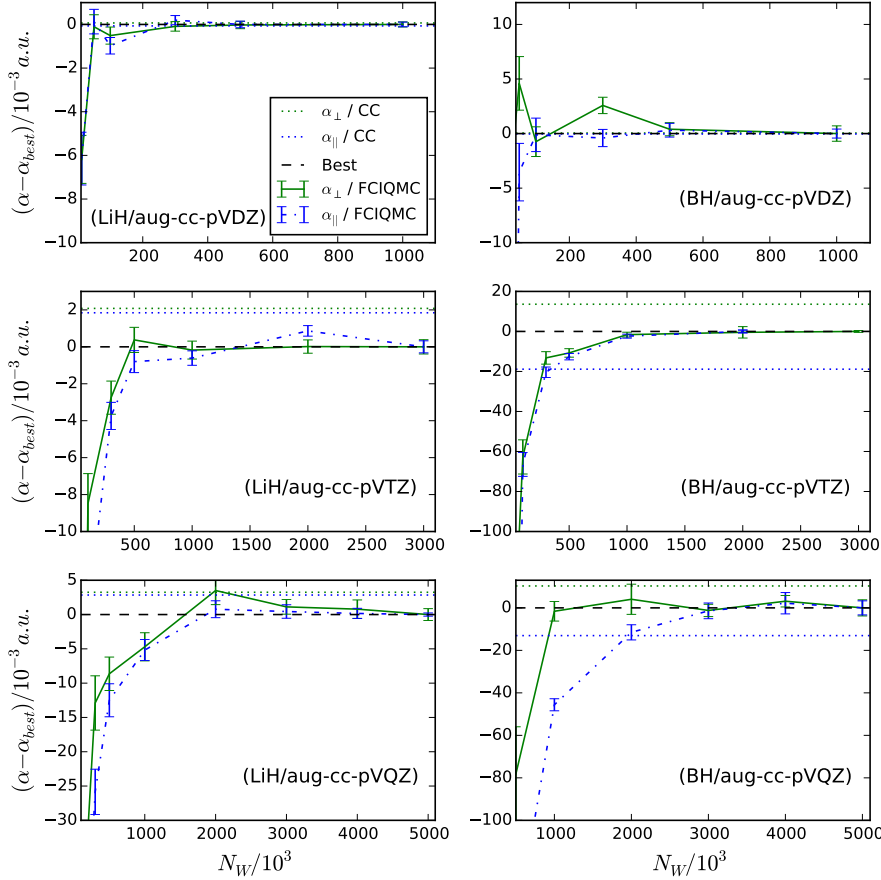 (α−α_best)/10⁻³ a.u.
2
0
−2
−4
−6
−8
−10
200 400 600 800 1000
α⊥ / CC
α|| / CC
Best
α⊥ / FCIQMC
α|| / FCIQMC
(LiH/aug-cc-pVDZ)
10
5
0
−5
−10
200 400 600 800 1000
(BH/aug-cc-pVDZ)
(α−α_best)/10⁻³ a.u.
2
0
−2
−4
−6
−8
−10
500 1000 1500 2000 2500 3000
(LiH/aug-cc-pVTZ)
20
0
−20
−40
−60
−80
−100
500 1000 1500 2000 2500 3000
(BH/aug-cc-pVTZ)
(α−α_best)/10⁻³ a.u.
5
0
−5
−10
−15
−20
−25
−30
1000 2000 3000 4000 5000
(LiH/aug-cc-pVQZ)
N_W/10³
20
0
−20
−40
−60
−80
−100
1000 2000 3000 4000 5000
(BH/aug-cc-pVQZ)
N_W/10³